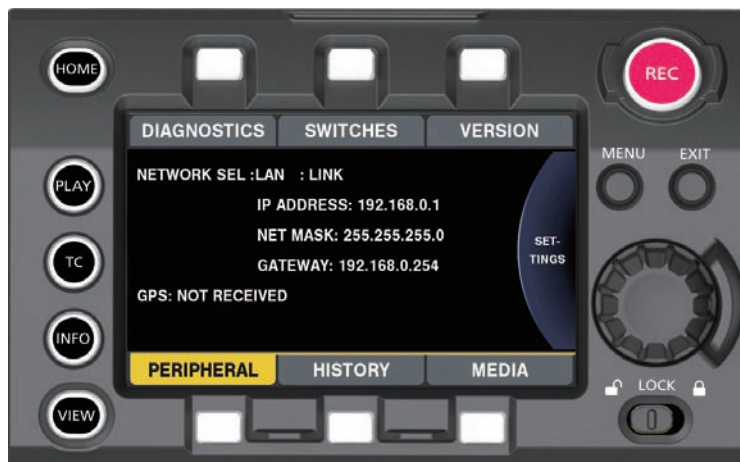 HOME
REC
DIAGNOSTICS SWITCHES VERSION
MENU EXIT
NETWORK SEL :LAN : LINK
PLAY
IP ADDRESS: 192.168.0.1
NET MASK: 255.255.255.0
SET-
TINGS
TC
GATEWAY: 192.168.0.254
GPS: NOT RECEIVED
INFO
PERIPHERAL HISTORY MEDIA
LOCK
VIEW